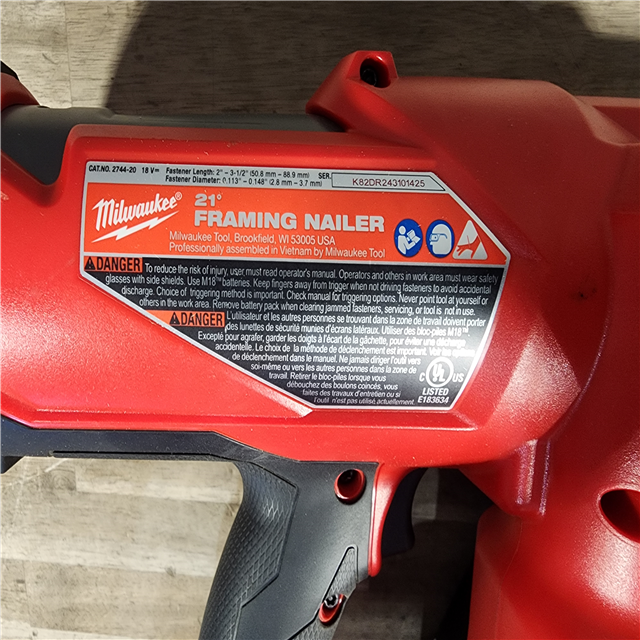 CAT.NO. 2744-20 18 V⎓ Fastener Length: 2" - 3-1/2" (50.8 mm – 88.9 mm) SER.
Fastener Diameter: 0.113" - 0.148" (2.8 mm – 3.7 mm) K82DR243101425
Milwaukee®
21°
FRAMING NAILER
Milwaukee Tool, Brookfield, WI 53005 USA
Professionally assembled in Vietnam by Milwaukee Tool
DANGER To reduce the risk of injury, user must read operator's manual. Operators and others in work area must wear safety
glasses with side shields. Use M18™ batteries. Keep fingers away from trigger when not driving fasteners to avoid accidental
discharge. Choice of triggering method is important. Check manual for triggering options. Never point tool at yourself or
others in the work area. Remove battery pack when clearing jammed fasteners, servicing, or tool is not in use.
DANGER L'utilisateur et les autres personnes se trouvant dans la zone de travail doivent porter
des lunettes de sécurité munies d'écrans latéraux. Utilisez des bloc-piles M18™
Excepté pour agrafer, garder les doigts à l'écart de la gâchette, pour éviter une décharge
accidentelle. Le choix de la méthode de déclenchement est important. Voir les options
de déclenchement dans le manuel. Ne jamais diriger l'outil vers
soi-même ou vers les autres personnes dans la zone de
travail. Retirer le bloc-piles lorsque vous
débouchez des boulons coincés, vous
faites des travaux d'entretien ou si
l'outil n'est pas utilisé actuellement.
C UL US
LISTED
E183634